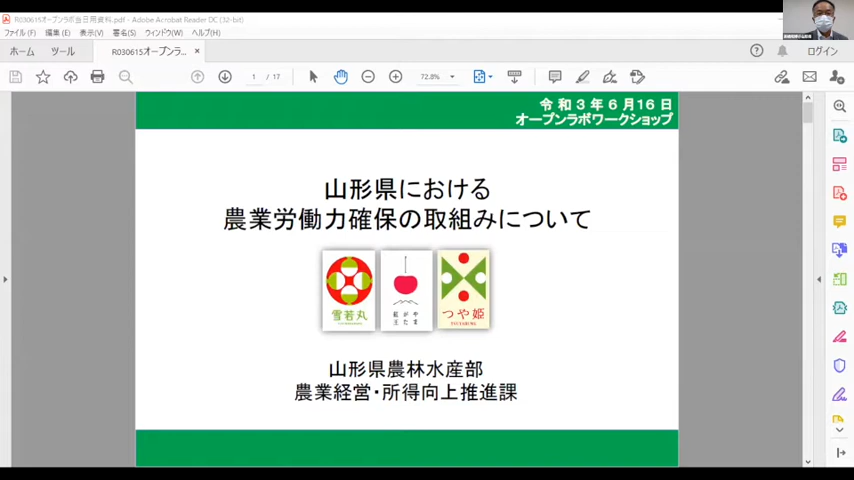 R030615オープンラボ当日用資料.pdf - Adobe Acrobat Reader DC (32-bit)
ファイル(F) 編集(E) 表示(V) 署名(S) ウィンドウ(W) ヘルプ(H)
ホーム ツール R030615オープンラ... × ログイン
1 / 17 72.8%
令和3年6月16日
オープンラボワークショップ
山形県における
農業労働力確保の取組みについて
雪若丸
やまがた紅王
つや姫
TSUYAHIME
山形県農林水産部
農業経営・所得向上推進課